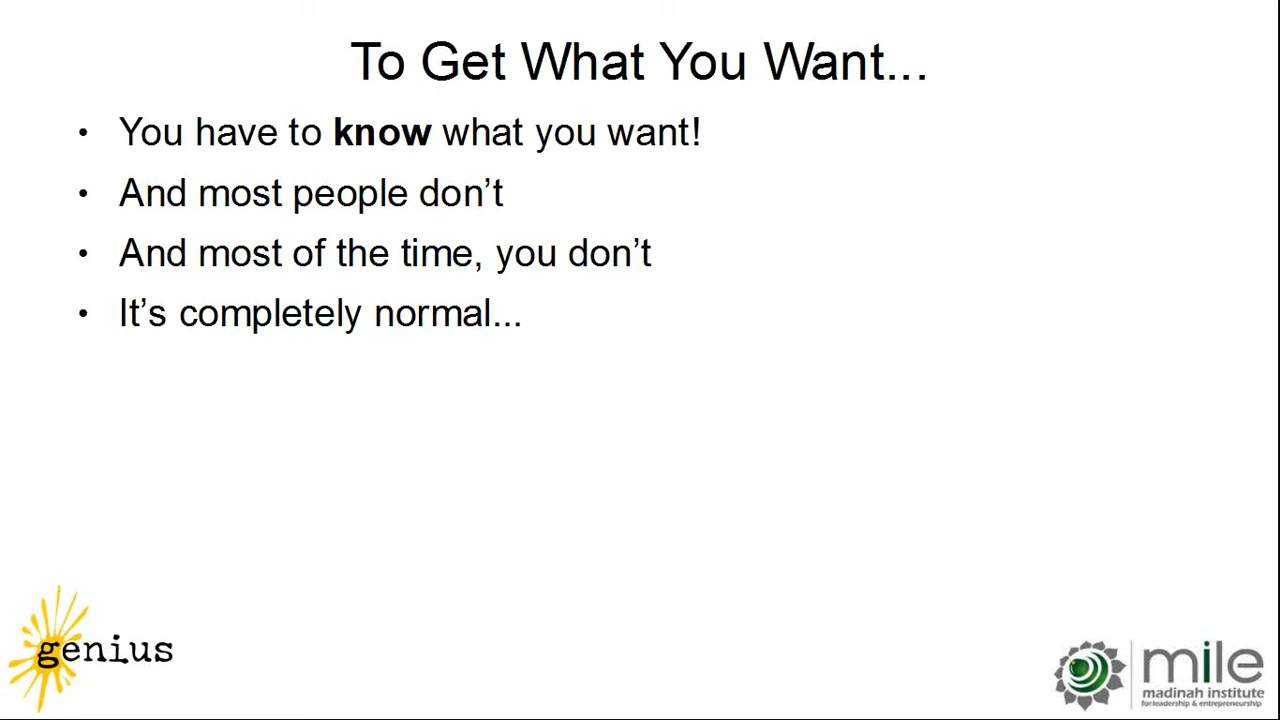 To Get What You Want...
• You have to know what you want!
• And most people don’t
• And most of the time, you don’t
• It’s completely normal...
genius
mile
madinah institute
for leadership & entrepreneurship